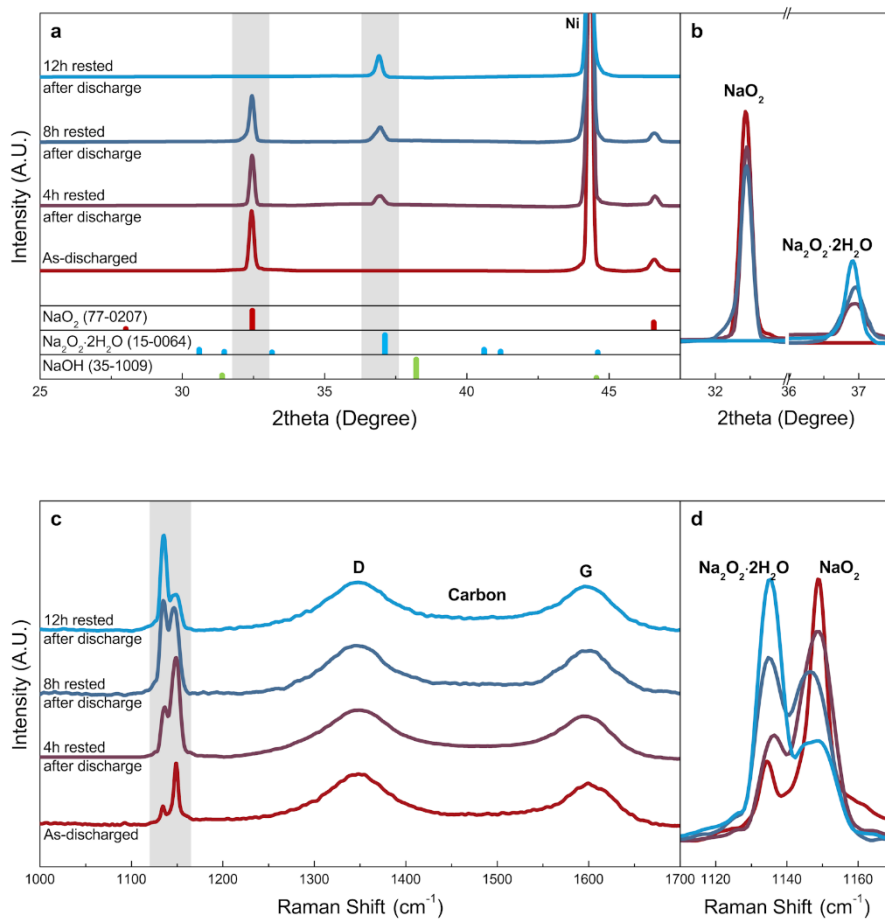 a
Ni
b
12h rested
after discharge
8h rested
after discharge
4h rested
after discharge
As-discharged
Intensity (A.U.)
NaO₂ (77-0207)
Na₂O₂·2H₂O (15-0064)
NaOH (35-1009)
25 30 35 40 45
2theta (Degree)
NaO₂
Na₂O₂·2H₂O
32 36 37
2theta (Degree)
c
D
G
Carbon
d
12h rested
after discharge
8h rested
after discharge
4h rested
after discharge
As-discharged
Intensity (A.U.)
1000 1100 1200 1300 1400 1500 1600 1700
Raman Shift (cm⁻¹)
Na₂O₂·2H₂O NaO₂
1120 1140 1160
Raman Shift (cm⁻¹)